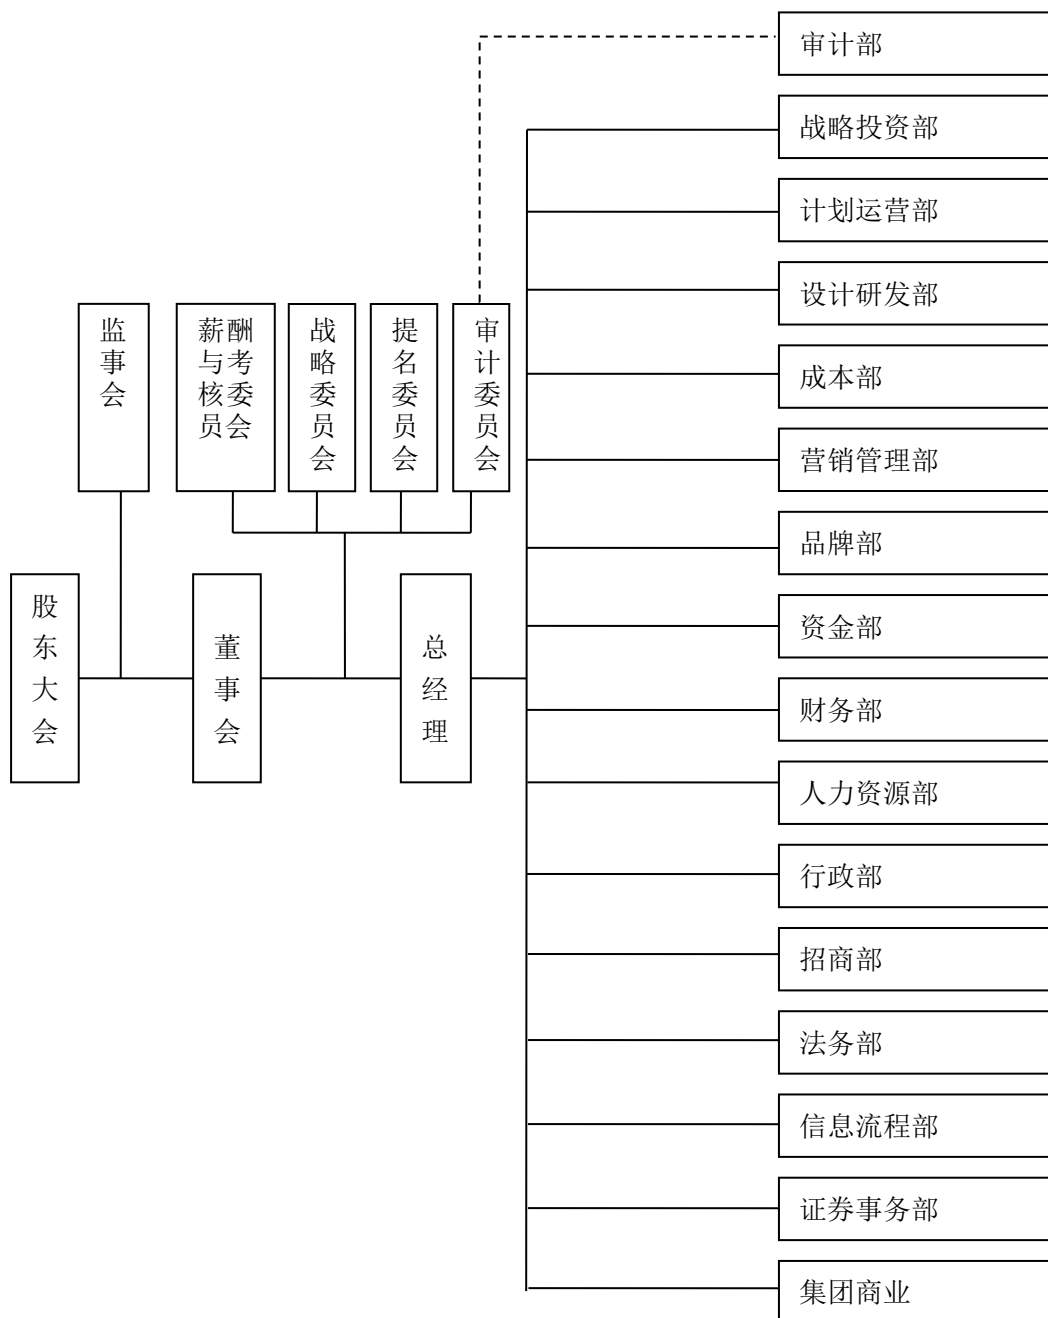 审计部
战略投资部
计划运营部
设计研发部
监事会
薪酬
与考
核委
员会
战略委员会
提名委员会
审计委员会
成本部
营销管理部
品牌部
股东大会
董事会
总经理
资金部
财务部
人力资源部
行政部
招商部
法务部
信息流程部
证券事务部
集团商业